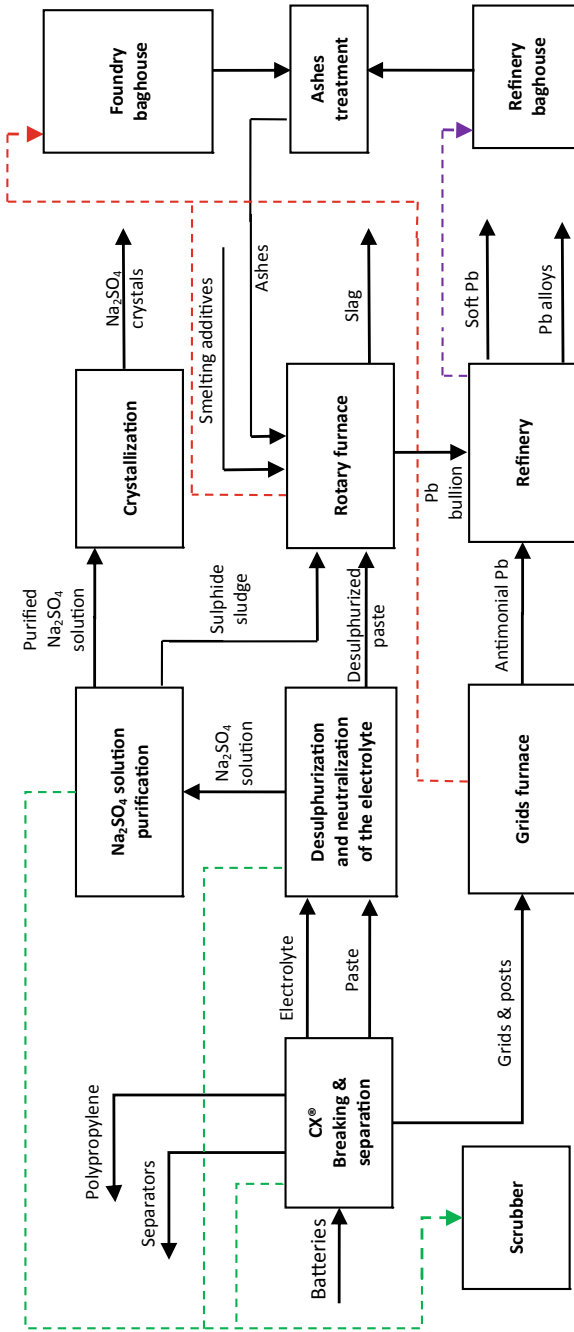 Batteries
CX®
Breaking &
separation
Separators
Polypropylene
Scrubber
Electrolyte
Paste
Grids & posts
Na₂SO₄ solution
purification
Desulphurization
and neutralization
of the electrolyte
Na₂SO₄
solution
Grids furnace
Purified
Na₂SO₄
solution
Sulphide
sludge
Desulphurized
paste
Antimonial Pb
Crystallization
Rotary furnace
Pb
bullion
Refinery
Na₂SO₄
crystals
Smelting additives
Ashes
Slag
Soft Pb
Pb alloys
Foundry
baghouse
Ashes
treatment
Refinery
baghouse